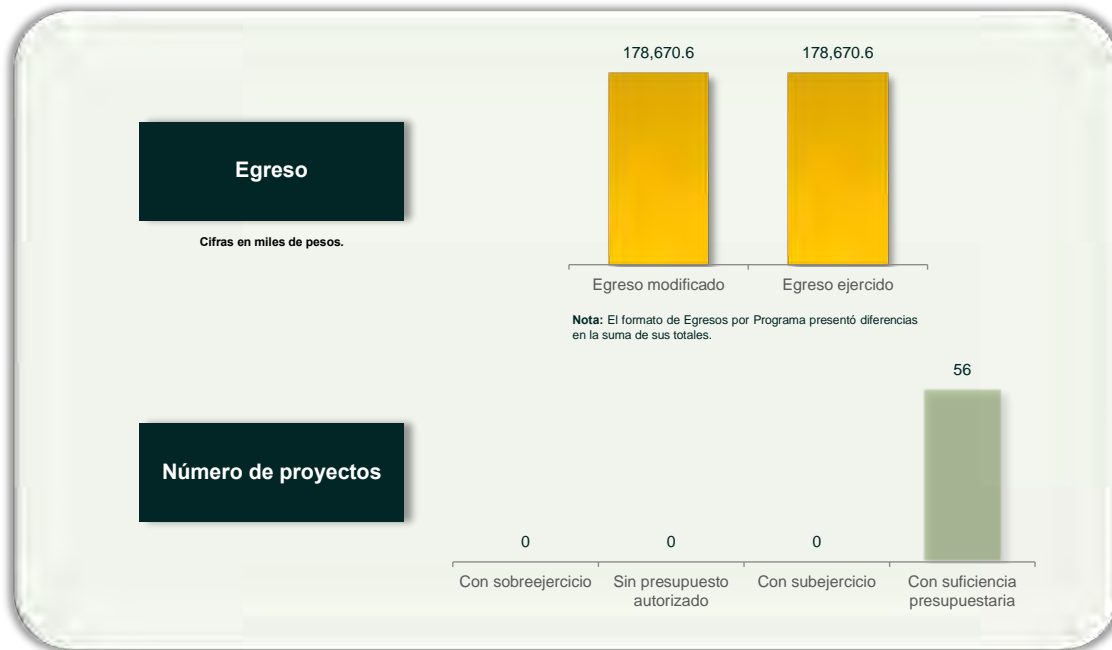 178,670.6
178,670.6
Egreso
Cifras en miles de pesos.
Egreso modificado
Egreso ejercido
Nota: El formato de Egresos por Programa presentó diferencias
en la suma de sus totales.
56
Número de proyectos
0
0
0
Con sobreejercicio
Sin presupuesto
autorizado
Con subejercicio
Con suficiencia
presupuestaria